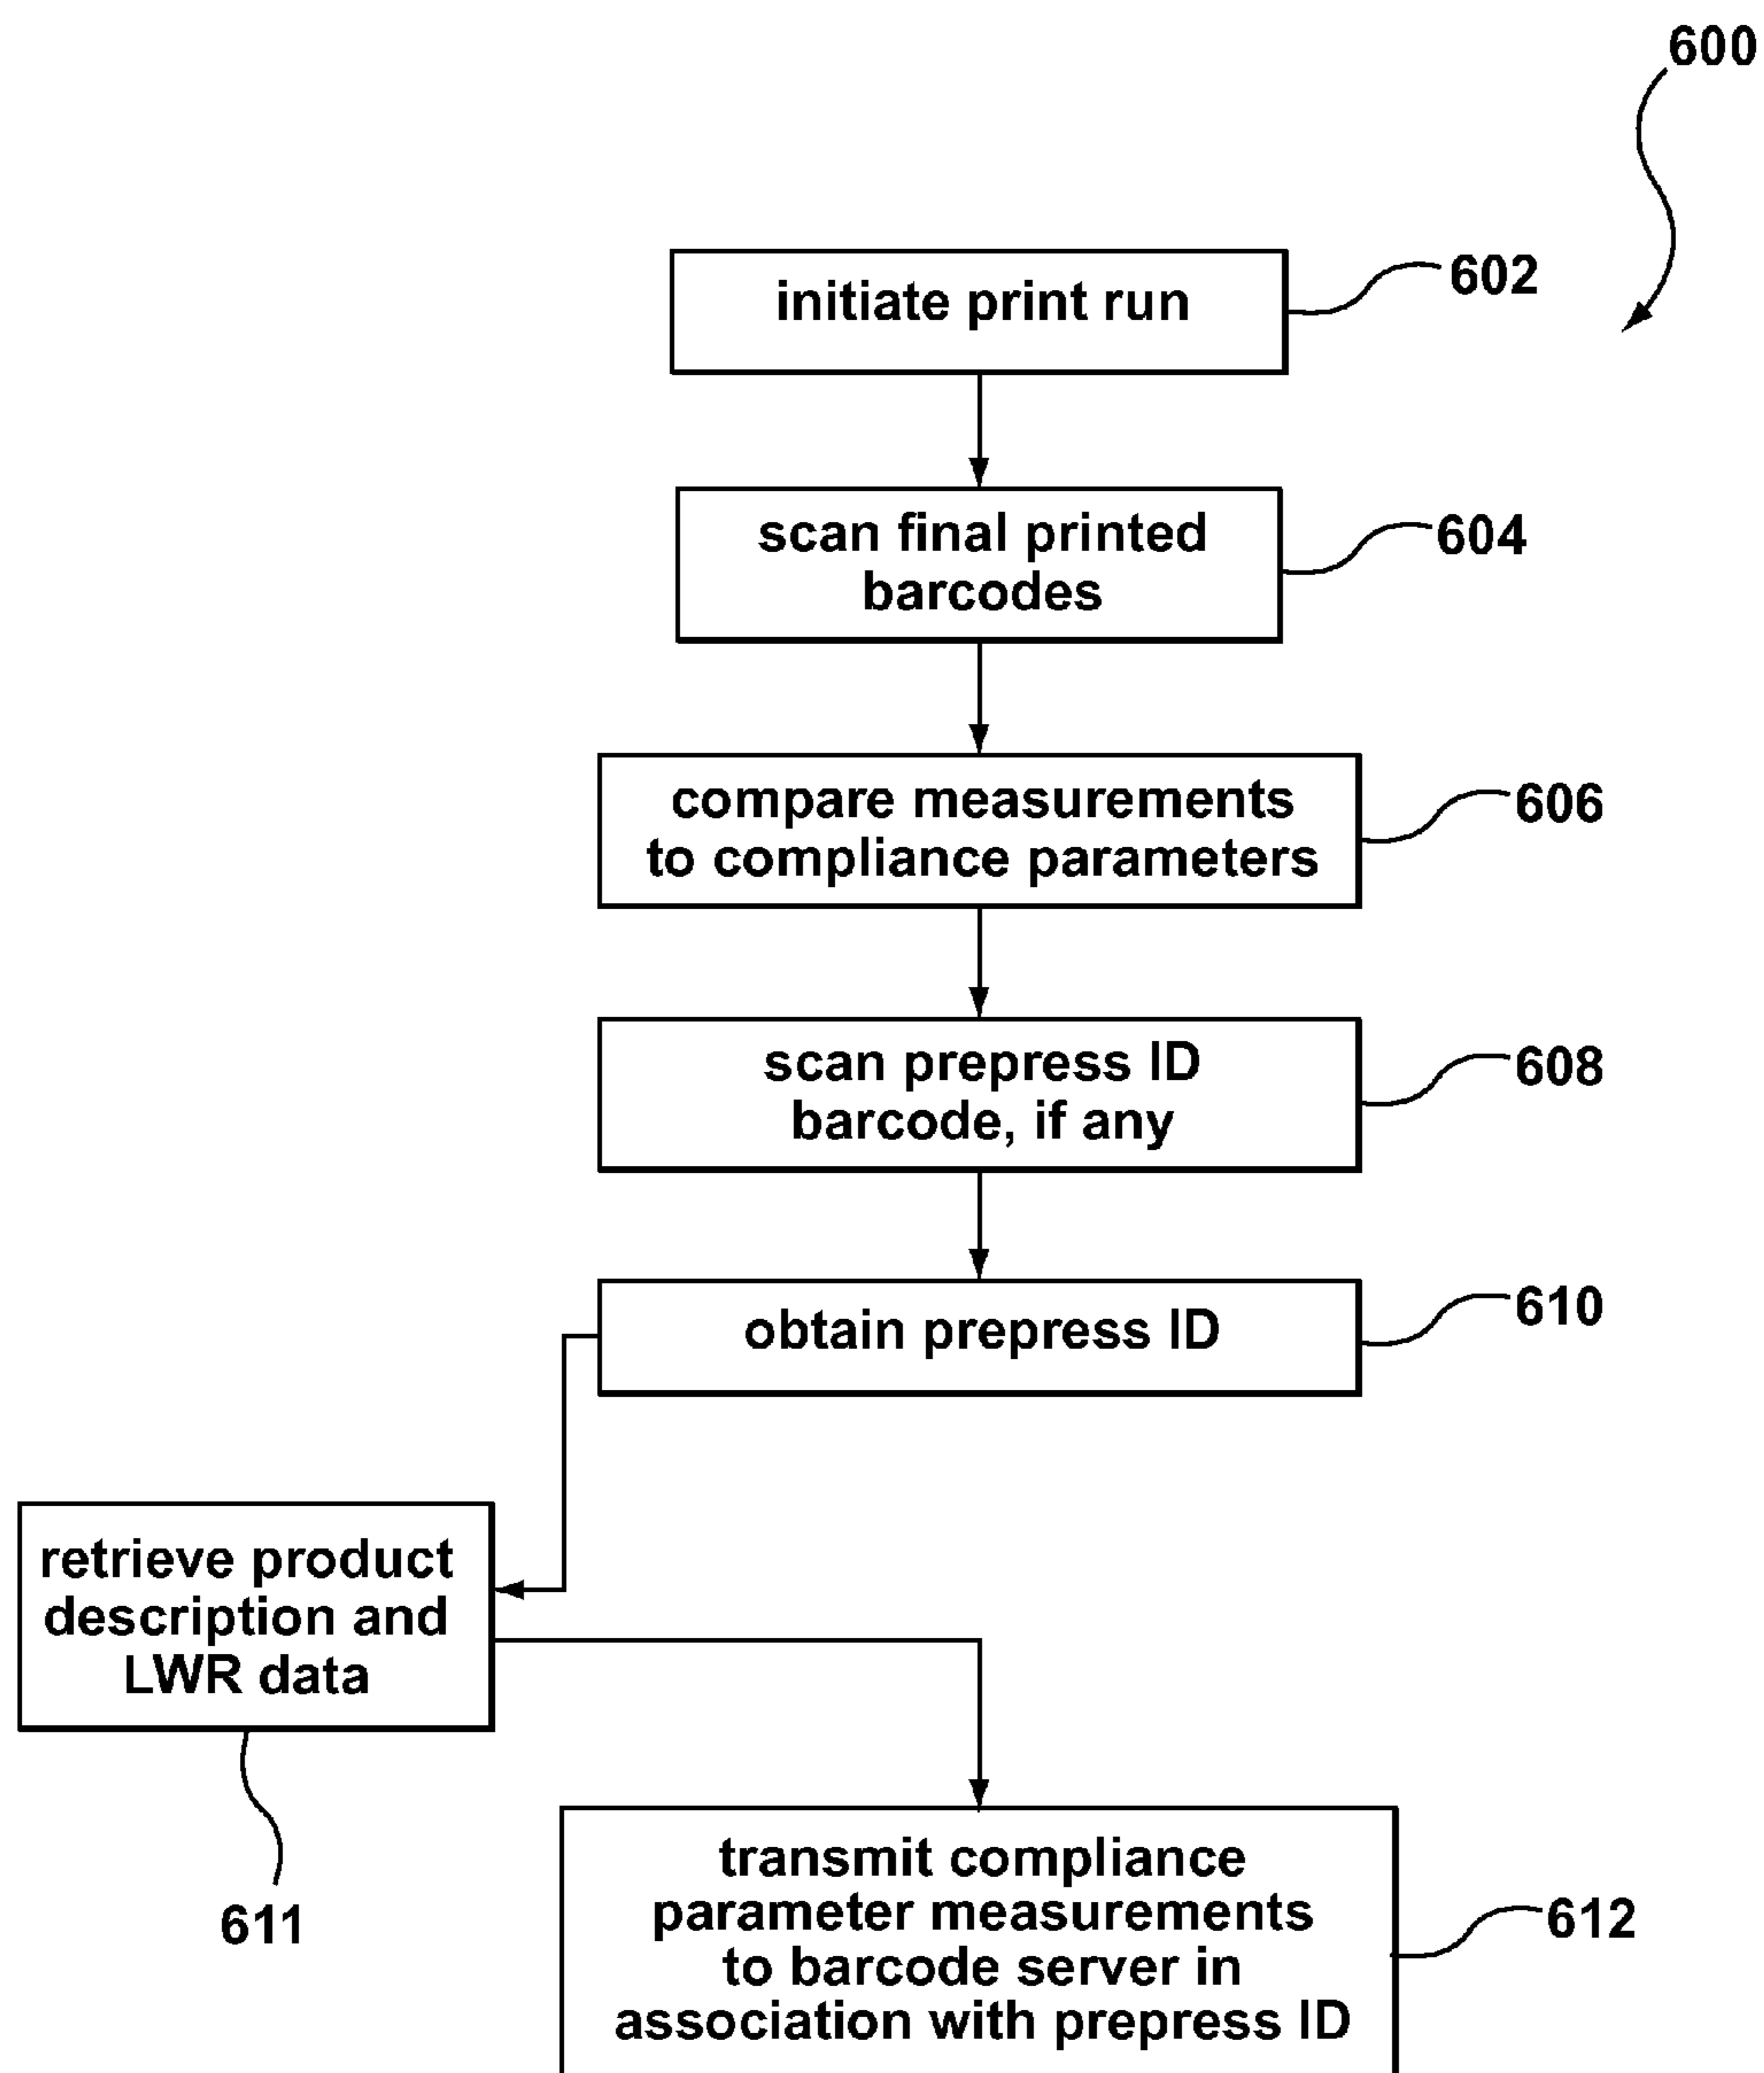 600
initiate print run
602
scan final printed
barcodes
604
compare measurements
to compliance parameters
606
scan prepress ID
barcode, if any
608
obtain prepress ID
610
retrieve product
description and
LWR data
611
transmit compliance
parameter measurements
to barcode server in
association with prepress ID
612